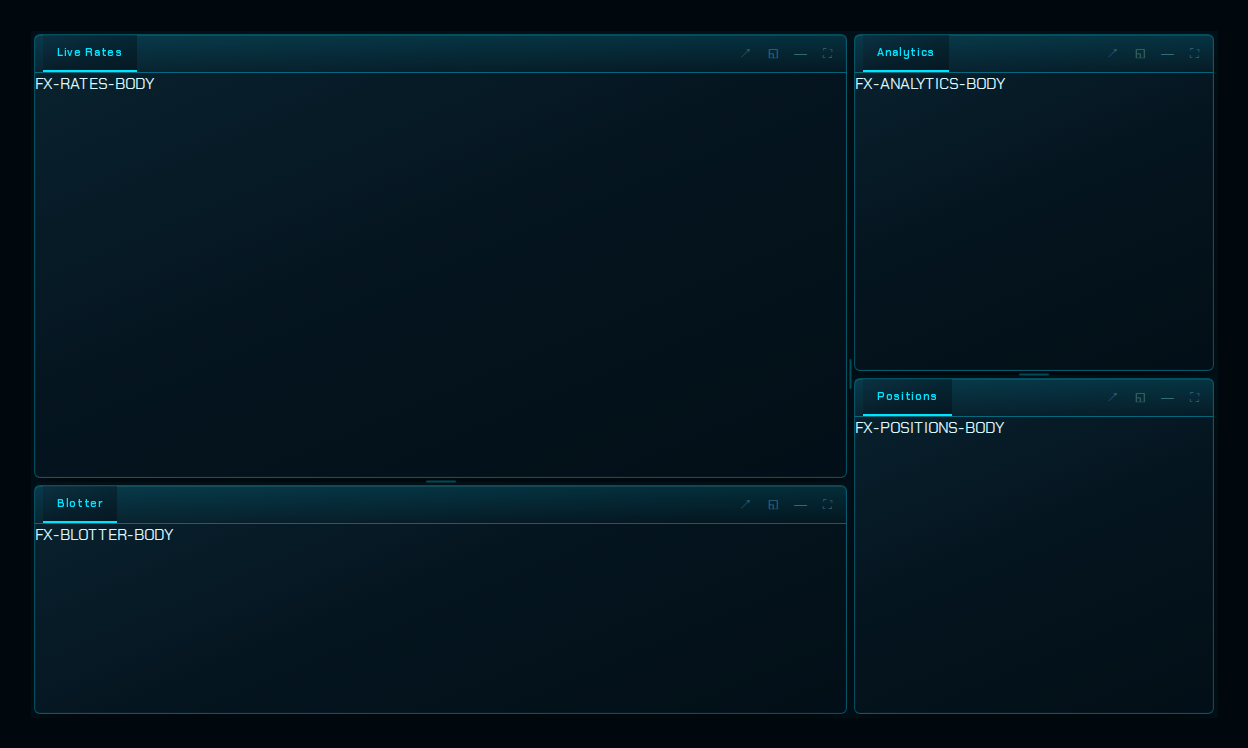 Live Rates
FX-RATES-BODY
Blotter
FX-BLOTTER-BODY
Analytics
FX-ANALYTICS-BODY
Positions
FX-POSITIONS-BODY